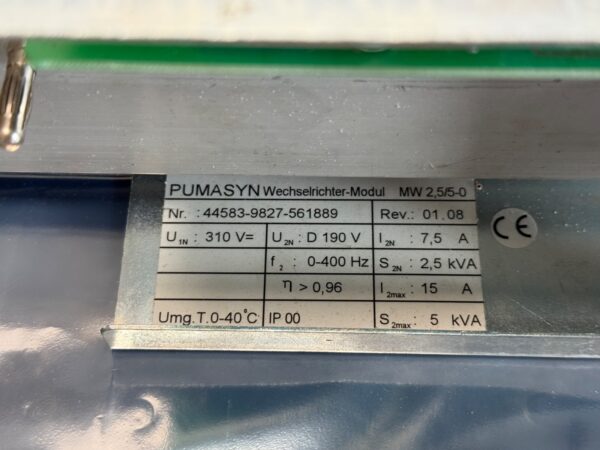 PUMASYN Wechselrichter-Modul MW 2,5/5-0
Nr. : 44583-9827-561889 Rev.: 01.08
U1N : 310 V= U2N : D 190 V I2N : 7,5 A
f2 : 0-400 Hz S2N : 2,5 kVA
η > 0,96 I2max : 15 A
Umg.T.0-40°C IP 00 S2max : 5 kVA
CE